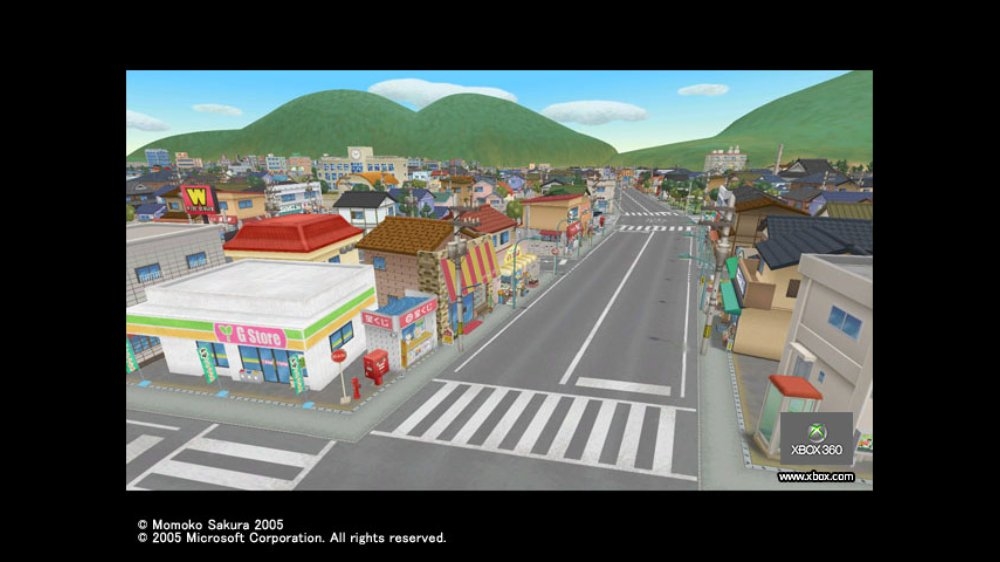 W
G Store
宝くじ
宝くじ
XBOX 360
www.xbox.com
© Momoko Sakura 2005
© 2005 Microsoft Corporation. All rights reserved.